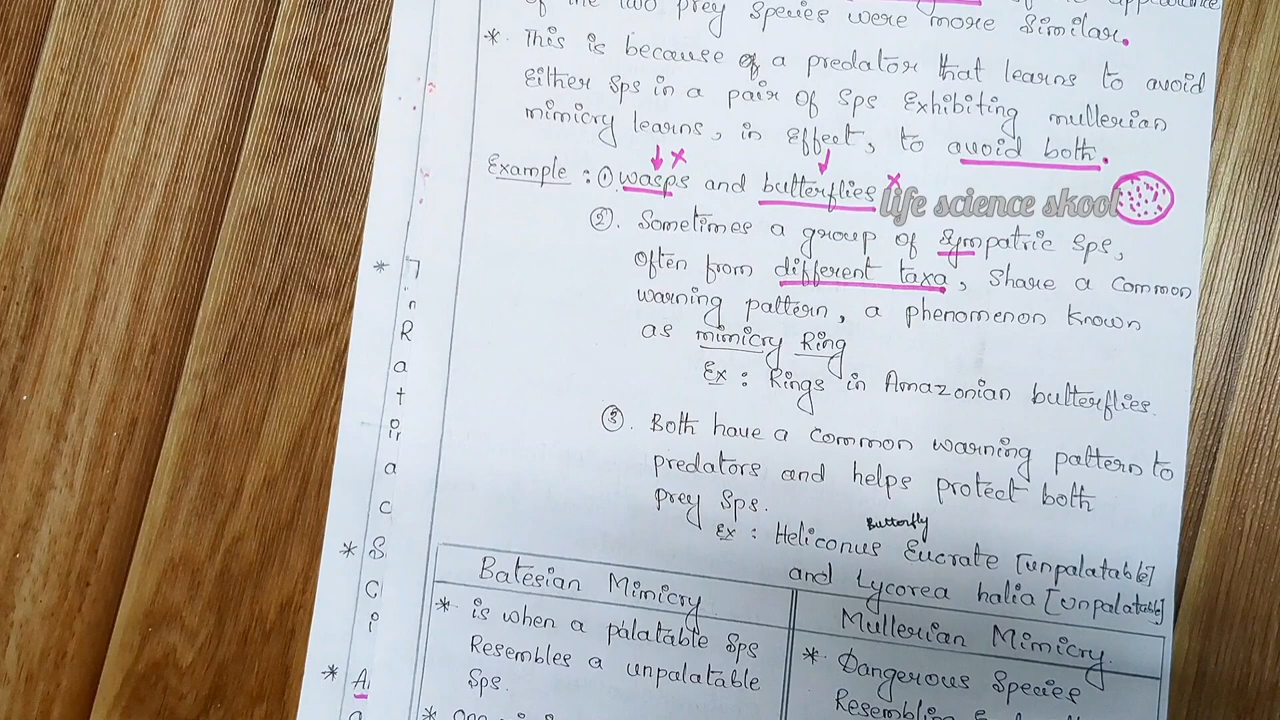 of the two prey species were more similar.
* This is because of a predator that learns to avoid
Either sps in a pair of sps Exhibiting mullerian
mimicry learns, in Effect, to avoid both.
Example : ① wasps and butterflies
life science skool
②. Sometimes a group of sympatric sps,
Often from different taxa, share a common
warning pattern, a phenomenon known
as mimicry Ring
Ex : Rings in Amazonian butterflies.
③. Both have a common warning pattern to
predators and helps protect both
prey sps.
Butterfly
Ex : Heliconus Eucrate [unpalatable]
and Lycorea halia [unpalatable]
Batesian Mimicry
Mullerian Mimicry.
* is when a palatable sps
Resembles a unpalatable
sps.
* Dangerous Species